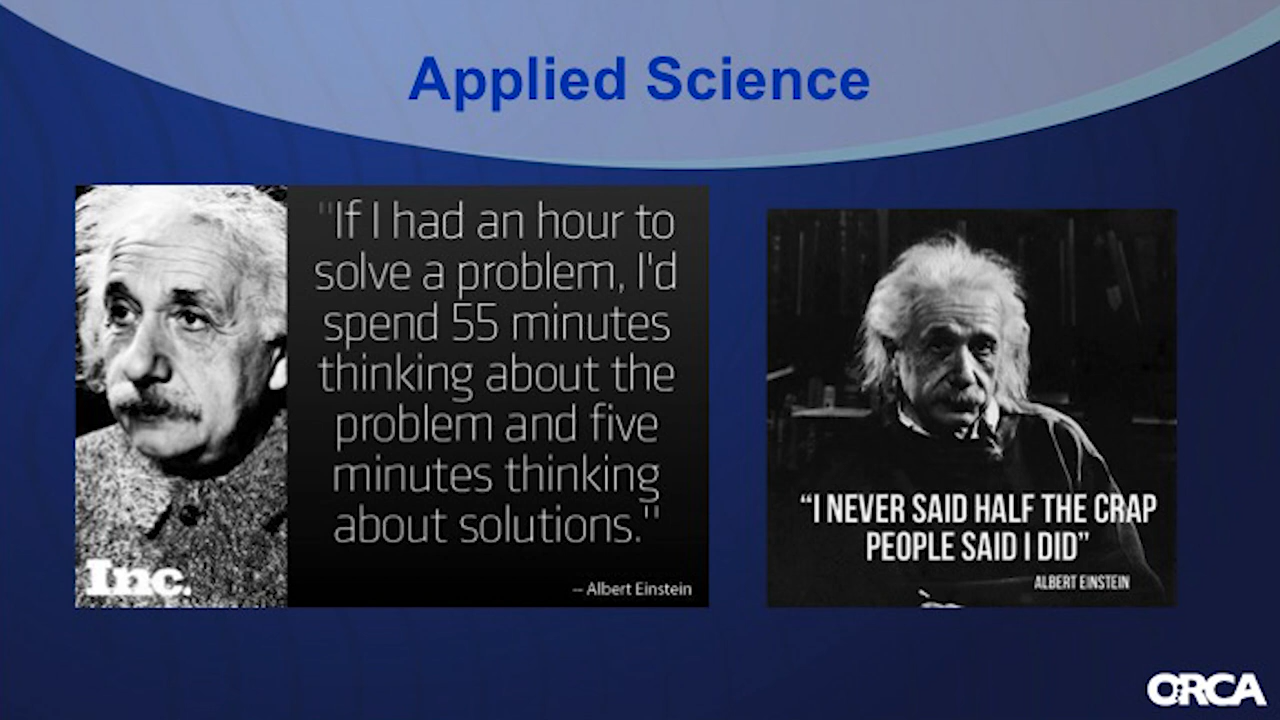 Applied Science
"If I had an hour to
solve a problem, I'd
spend 55 minutes
thinking about the
problem and five
minutes thinking
about solutions."
-- Albert Einstein
Inc.
“I NEVER SAID HALF THE CRAP
PEOPLE SAID I DID”
ALBERT EINSTEIN
ORCA